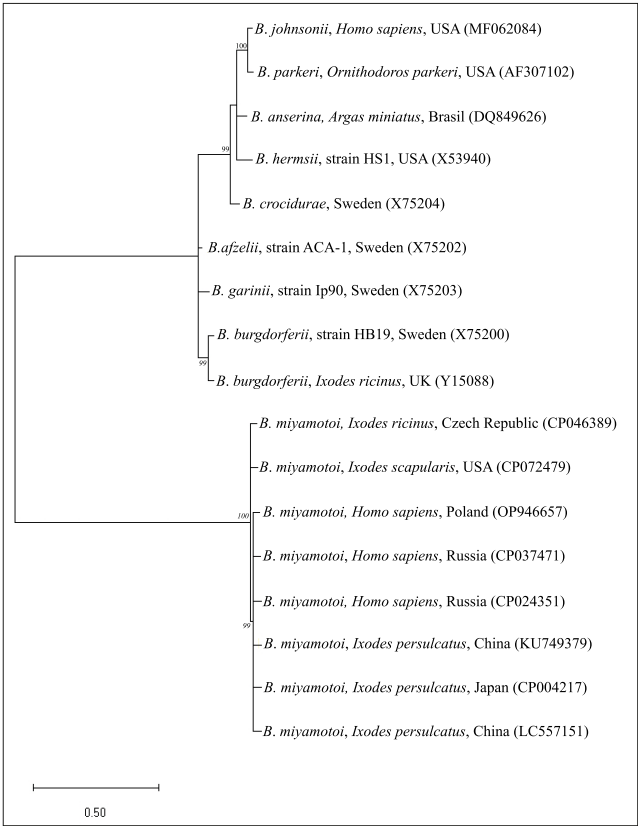 B. johnsonii, Homo sapiens, USA (MF062084)
100
B. parkeri, Ornithodoros parkeri, USA (AF307102)
B. anserina, Argas miniatus, Brasil (DQ849626)
99
B. hermsii, strain HS1, USA (X53940)
B. crocidurae, Sweden (X75204)
B.afzelii, strain ACA-1, Sweden (X75202)
B. garinii, strain Ip90, Sweden (X75203)
B. burgdorferii, strain HB19, Sweden (X75200)
99
B. burgdorferii, Ixodes ricinus, UK (Y15088)
B. miyamotoi, Ixodes ricinus, Czech Republic (CP046389)
B. miyamotoi, Ixodes scapularis, USA (CP072479)
100
B. miyamotoi, Homo sapiens, Poland (OP946657)
B. miyamotoi, Homo sapiens, Russia (CP037471)
B. miyamotoi, Homo sapiens, Russia (CP024351)
99
B. miyamotoi, Ixodes persulcatus, China (KU749379)
B. miyamotoi, Ixodes persulcatus, Japan (CP004217)
B. miyamotoi, Ixodes persulcatus, China (LC557151)
0.50